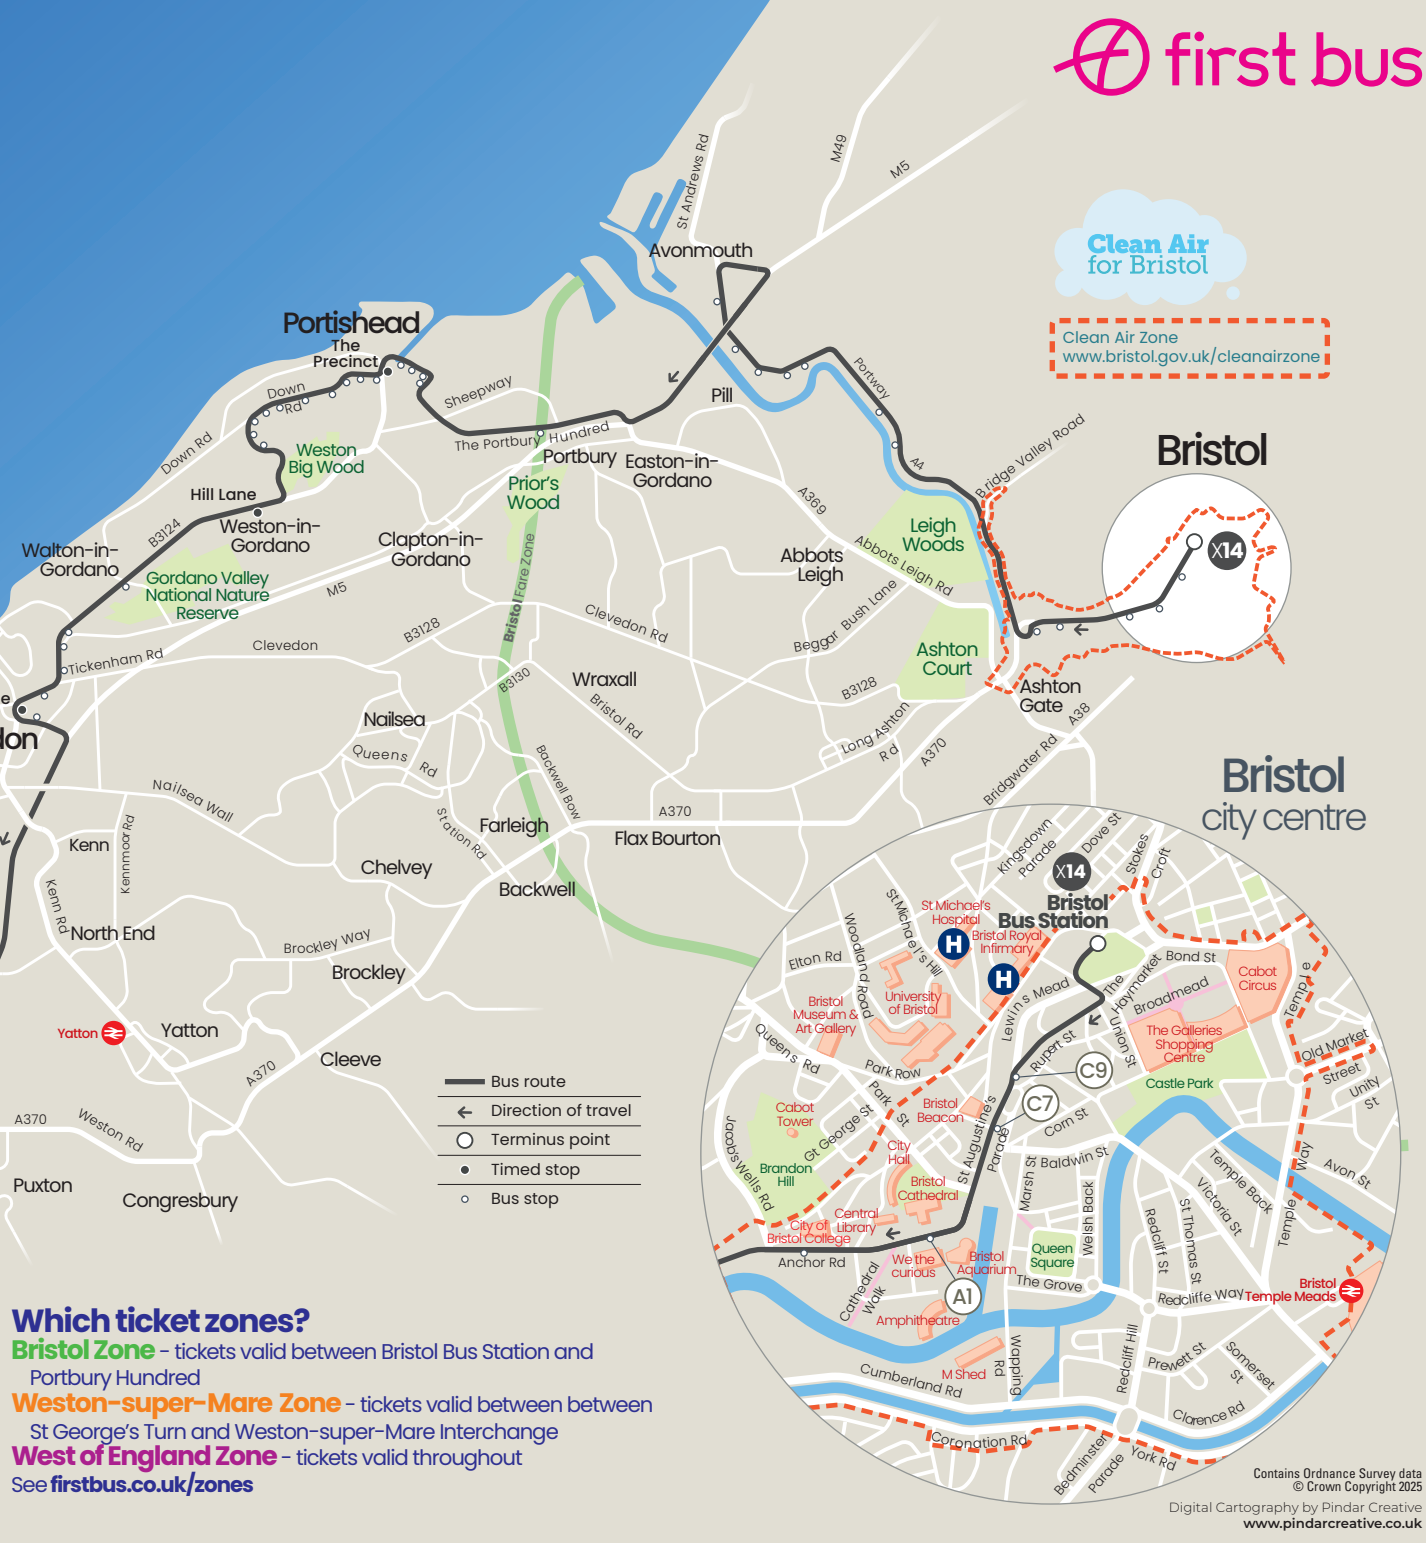 first bus
St Andrews Rd
M49
M5
Avonmouth
Clean Air
for Bristol
Clean Air Zone
www.bristol.gov.uk/cleanairzone
Portishead
The
Precinct
Down
Rd
Sheepway
Pill
Portway
Down Rd
The Portbury Hundred
Weston
Big Wood
Portbury
Easton-in-
Gordano
A4
Bridge Valley Road
Bristol
Hill Lane
Prior's
Wood
A369
Weston-in-
Gordano
B3124
Leigh
Woods
X14
Walton-in-
Gordano
Clapton-in-
Gordano
Abbots
Leigh
Abbots Leigh Rd
Gordano Valley
National Nature
Reserve
M5
Bristol Fare Zone
Clevedon Rd
Beggar Bush Lane
B3128
Clevedon
Tickenham Rd
Ashton
Court
B3130
Wraxall
B3128
Ashton
Gate
e
don
Nailsea
Bristol Rd
Long Ashton
Rd
A370
A38
Bridgwater Rd
Queens Rd
Backwell Bow
Nailsea Wall
Bristol
city centre
Kenn
Kennmoor Rd
Station Rd
Farleigh
A370
Flax Bourton
Chelvey
Backwell
Kenn Rd
North End
Brockley Way
Brockley
Yatton
Yatton
Cleeve
A370
A370
Weston Rd
Puxton
Congresbury
Bus route
Direction of travel
Terminus point
Timed stop
Bus stop
Kingsdown
Parade
Dove St
Stokes
Croft
X14
Bristol
Bus Station
St Michael's
Hospital
H
Bristol Royal
Infirmary
H
St Michael's Hill
Woodland Road
Elton Rd
Bond St
The
Haymarket
Broadmead
Cabot
Circus
Temple
Lewins Mead
University
of Bristol
Bristol
Museum &
Art Gallery
Union St
The Galleries
Shopping
Centre
Old Market
Street
Queens Rd
Rupert St
C9
Park Row
Castle Park
Unity
St
Park St
C7
Bristol
Beacon
Cabot
Tower
Gt George St
Corn St
City
Hall
St Augustine's
Parade
Baldwin St
Jacob's Wells Rd
Brandon
Hill
Bristol
Cathedral
Marsh St
Welsh Back
Temple Back
Way
Avon St
Victoria St
St Thomas St
Redcliff St
Temple
Central
Library
City of
Bristol College
Queen
Square
Anchor Rd
We the
curious
Bristol
Aquarium
The Grove
Cathedral
Walk
A1
Redcliffe Way
Bristol
Temple Meads
Amphitheatre
M Shed
Wapping
Rd
Redcliff Hill
Prewett St
Somerset
St
Cumberland Rd
Clarence Rd
Coronation Rd
Bedminster
Parade
York Rd
Which ticket zones?
Bristol Zone - tickets valid between Bristol Bus Station and
Portbury Hundred
Weston-super-Mare Zone - tickets valid between between
St George's Turn and Weston-super-Mare Interchange
West of England Zone - tickets valid throughout
See firstbus.co.uk/zones
Contains Ordnance Survey data
© Crown Copyright 2025
Digital Cartography by Pindar Creative
www.pindarcreative.co.uk